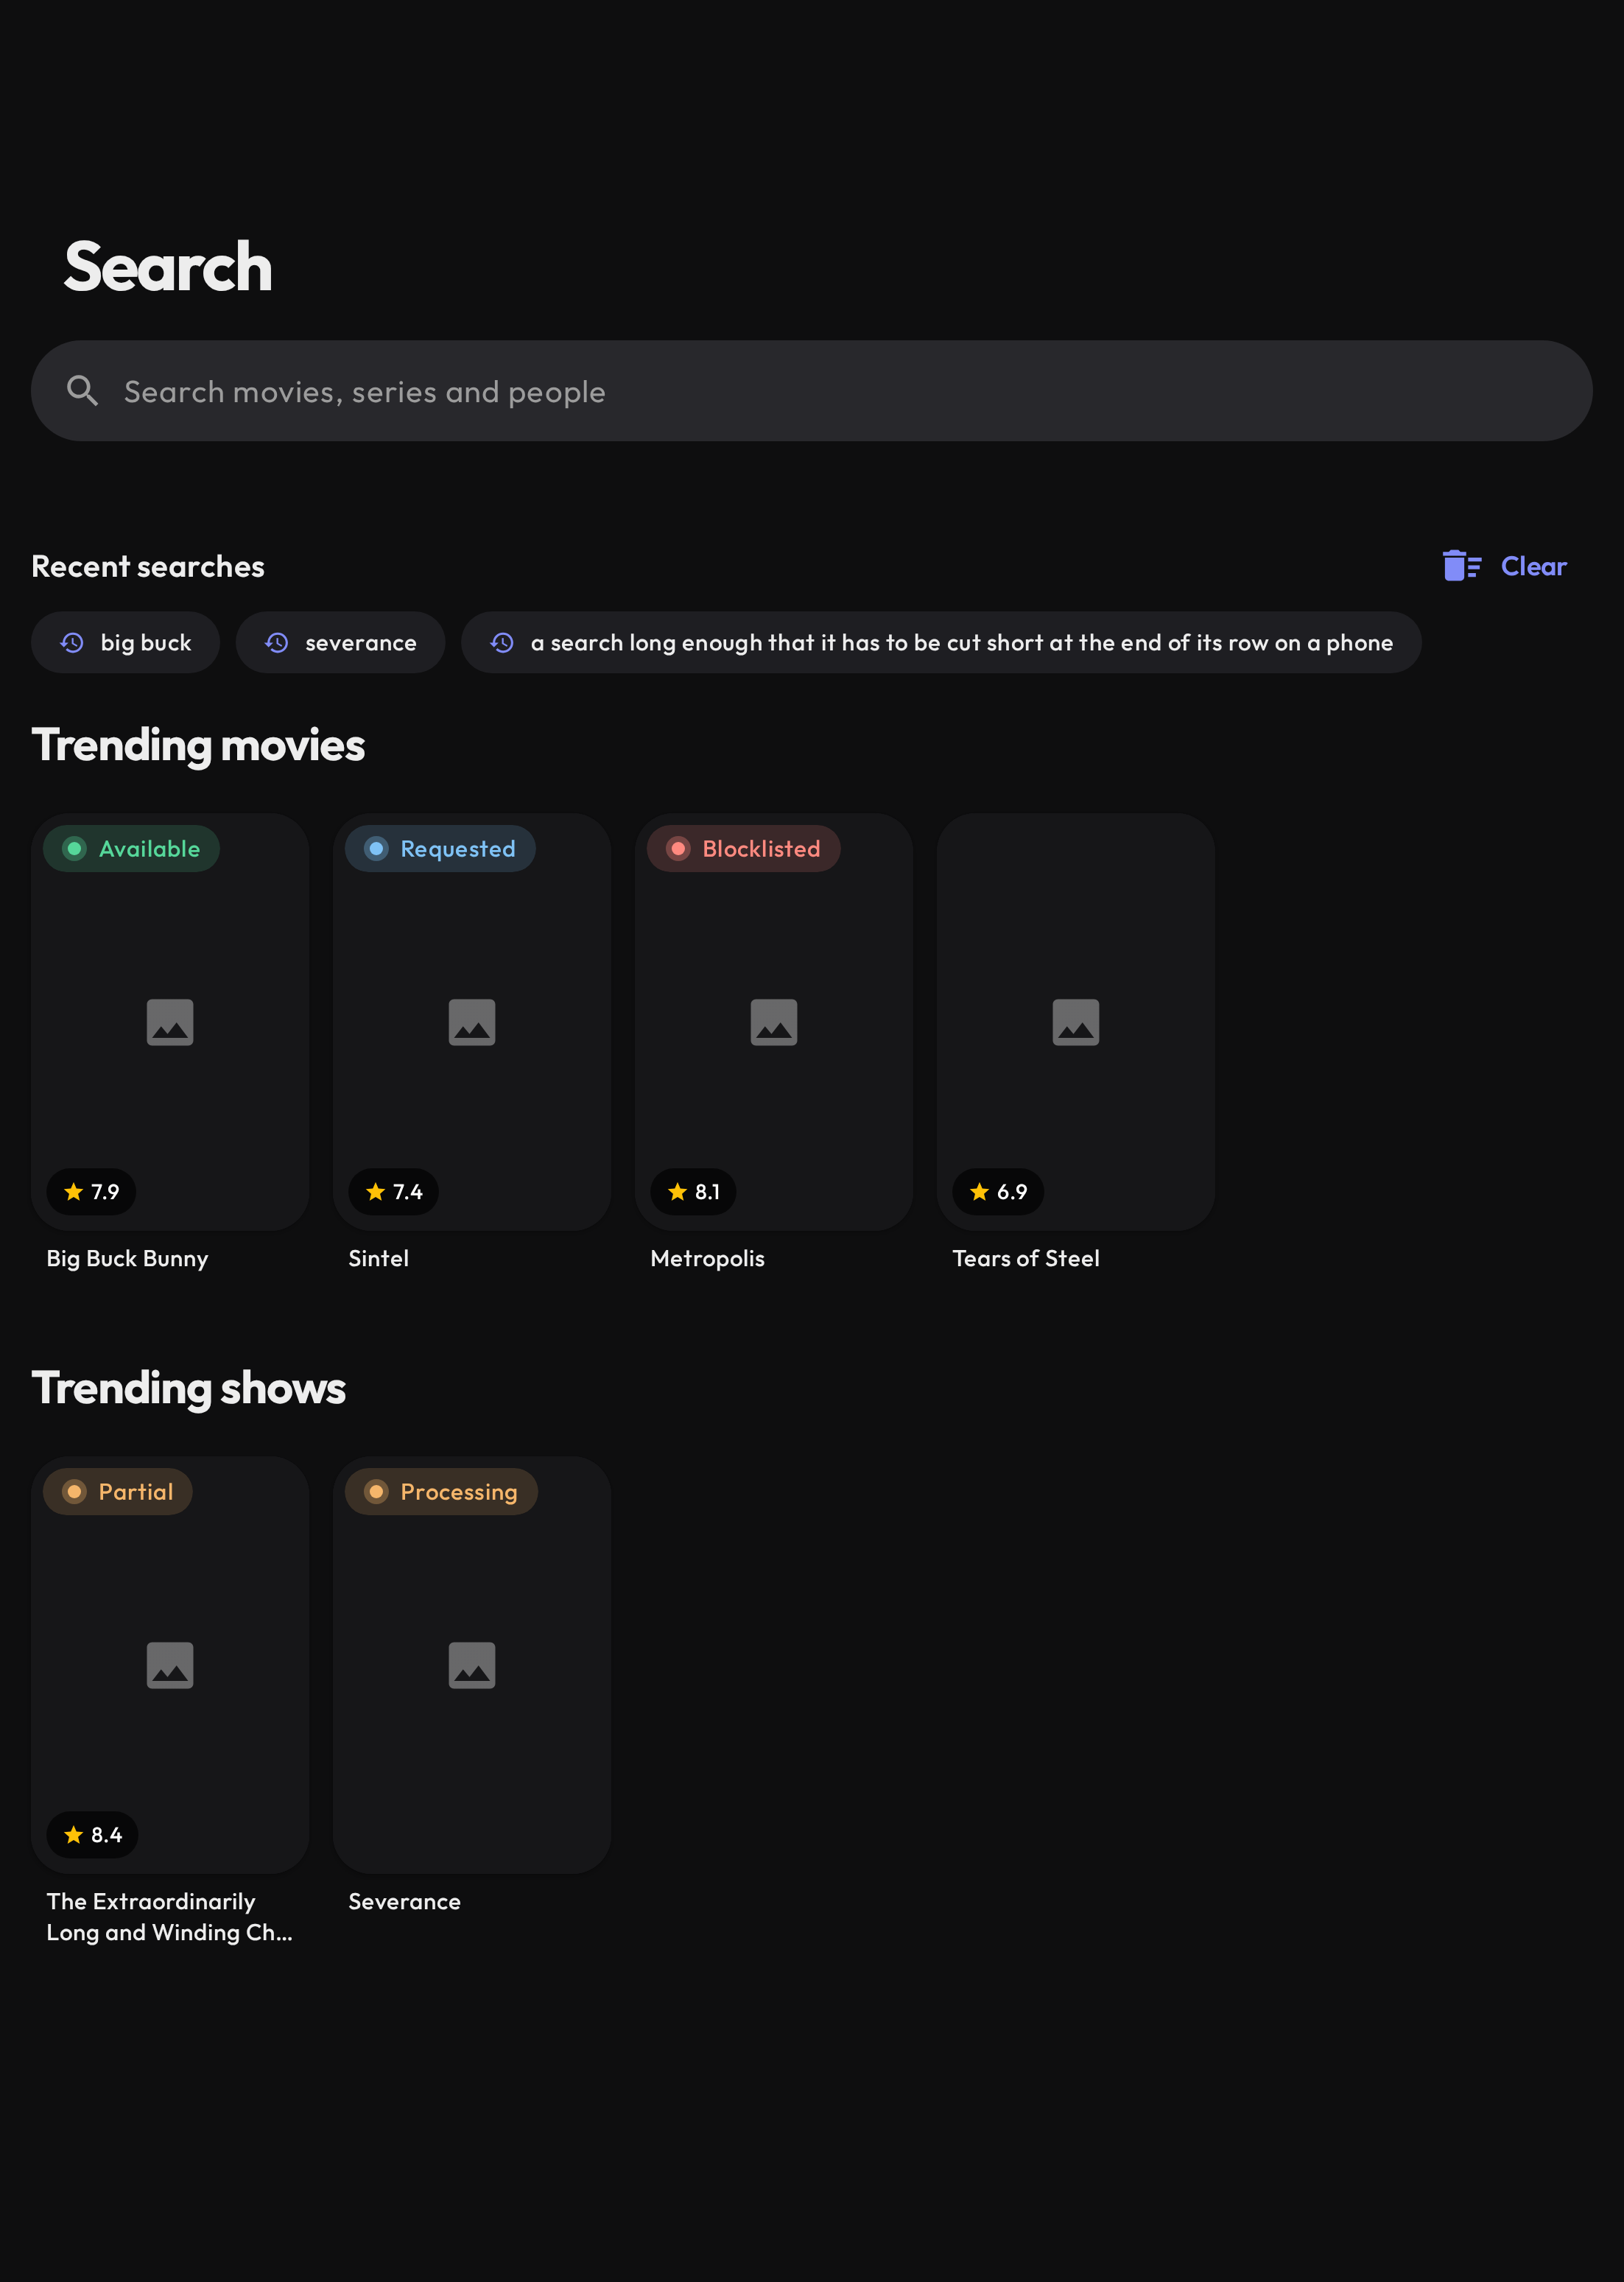 Search
Search movies, series and people
Recent searches
Clear
big buck
severance
a search long enough that it has to be cut short at the end of its row on a phone
Trending movies
Available
Requested
Blocklisted
7.9
7.4
8.1
6.9
Big Buck Bunny
Sintel
Metropolis
Tears of Steel
Trending shows
Partial
Processing
8.4
The Extraordinarily
Long and Winding Ch...
Severance